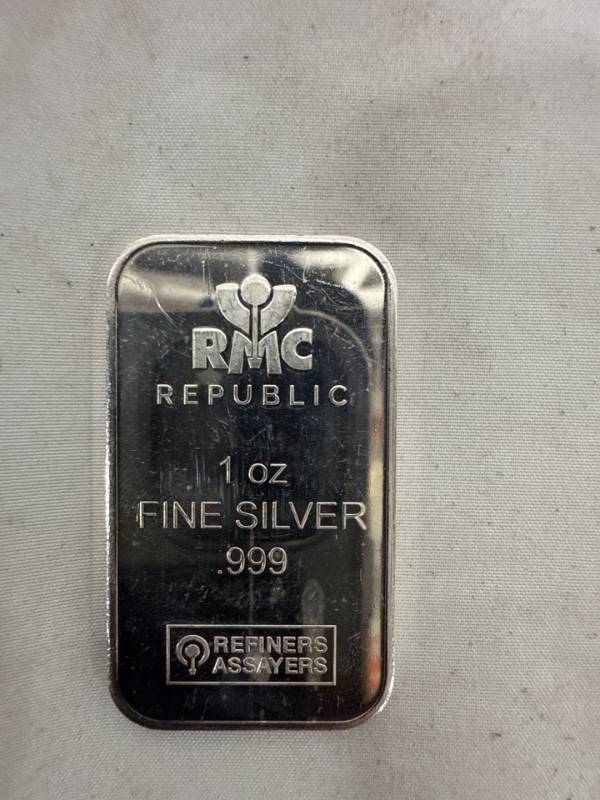 RMC
REPUBLIC
1 oz
FINE SILVER
.999
REFINERS
ASSAYERS